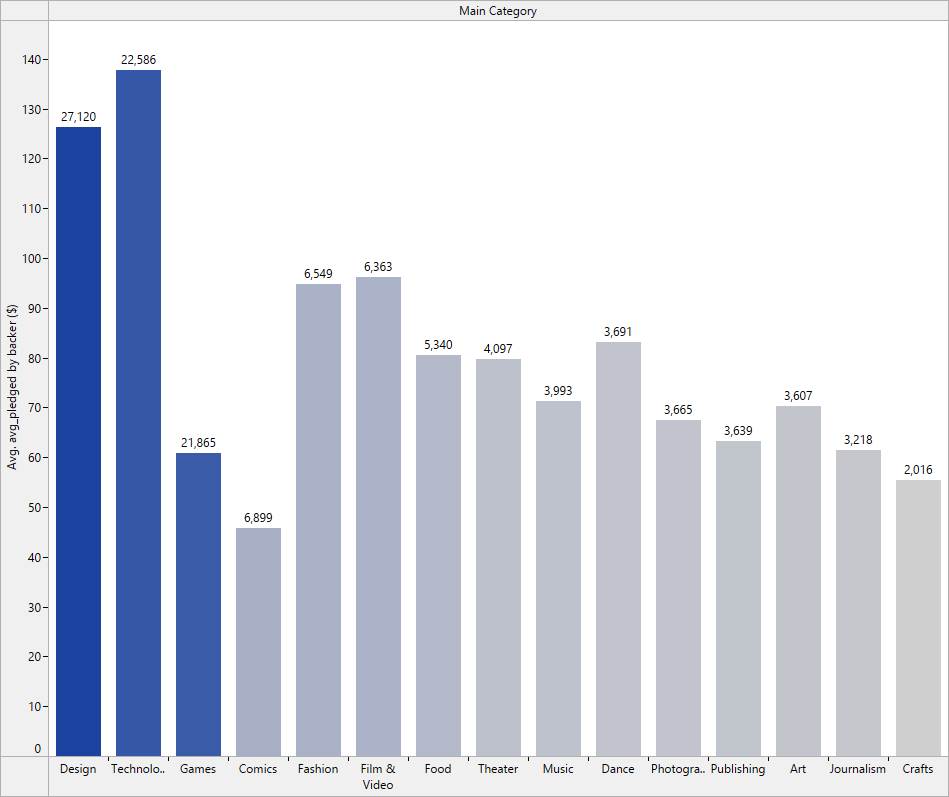 Main Category
Avg. avg_pledged by backer ($)
140
130
120
110
100
90
80
70
60
50
40
30
20
10
0
27,120
22,586
21,865
6,899
6,549
6,363
5,340
4,097
3,993
3,691
3,665
3,639
3,607
3,218
2,016
Design
Technolo..
Games
Comics
Fashion
Film &
Video
Food
Theater
Music
Dance
Photogra..
Publishing
Art
Journalism
Crafts